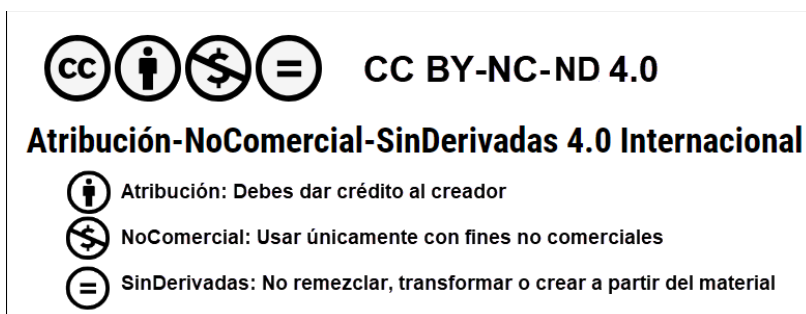 cc CC BY-NC-ND 4.0
Atribución-NoComercial-SinDerivadas 4.0 Internacional
Atribución: Debes dar crédito al creador
NoComercial: Usar únicamente con fines no comerciales
SinDerivadas: No remezclar, transformar o crear a partir del material